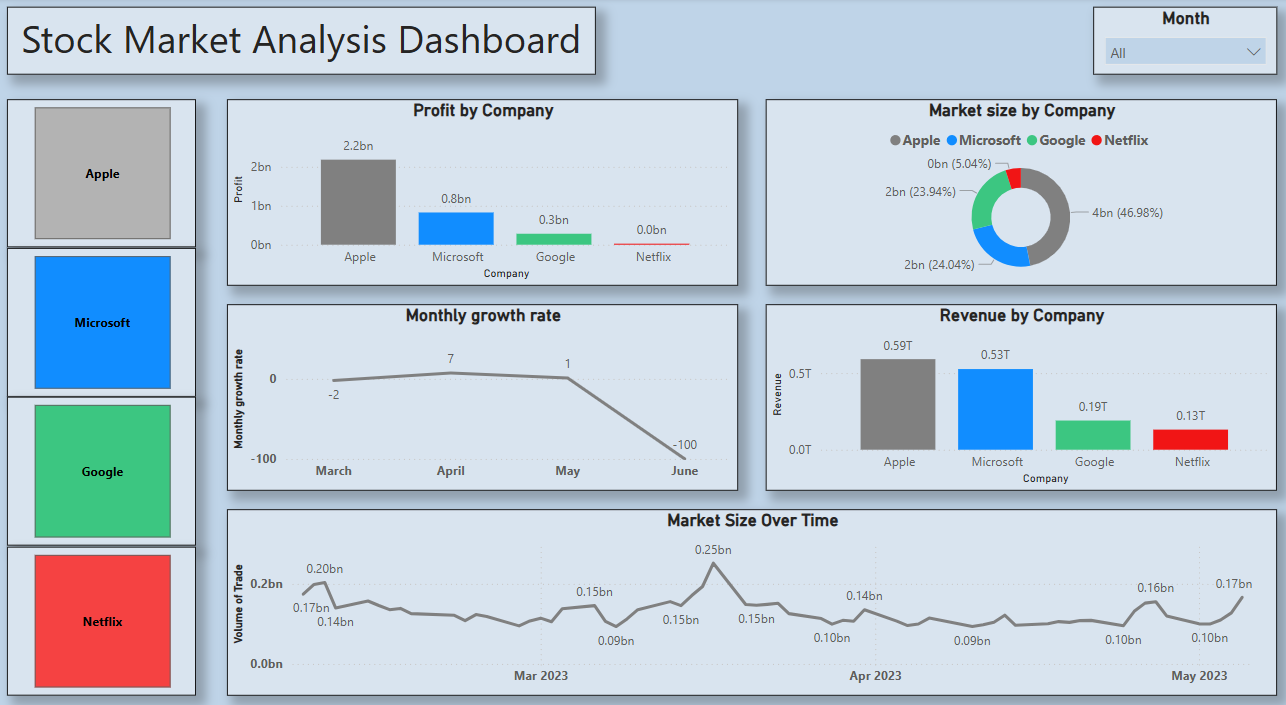 Stock Market Analysis Dashboard
Month
All
Apple
Microsoft
Google
Netflix
Profit by Company
Profit
2bn
1bn
0bn
2.2bn
0.8bn
0.3bn
0.0bn
Apple
Microsoft
Google
Netflix
Company
Market size by Company
Apple Microsoft Google Netflix
0bn (5.04%)
2bn (23.94%)
4bn (46.98%)
2bn (24.04%)
Monthly growth rate
Monthly growth rate
0
-100
-2
7
1
-100
March
April
May
June
Revenue by Company
Revenue
0.5T
0.0T
0.59T
0.53T
0.19T
0.13T
Apple
Microsoft
Google
Netflix
Company
Market Size Over Time
Volume of Trade
0.2bn
0.0bn
0.17bn
0.20bn
0.14bn
0.15bn
0.09bn
0.15bn
0.25bn
0.15bn
0.10bn
0.14bn
0.09bn
0.10bn
0.16bn
0.10bn
0.17bn
Mar 2023
Apr 2023
May 2023